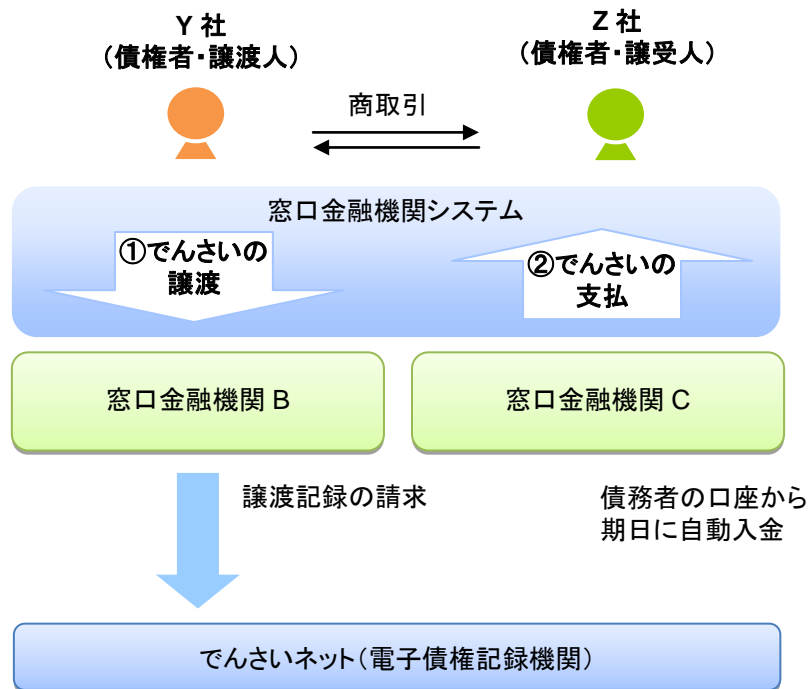 Y 社
（債権者・譲渡人）
Z 社
（債権者・譲受人）
商取引
窓口金融機関システム
①でんさいの
譲渡
②でんさいの
支払
窓口金融機関 B
窓口金融機関 C
譲渡記録の請求
債務者の口座から
期日に自動入金
でんさいネット（電子債権記録機関）